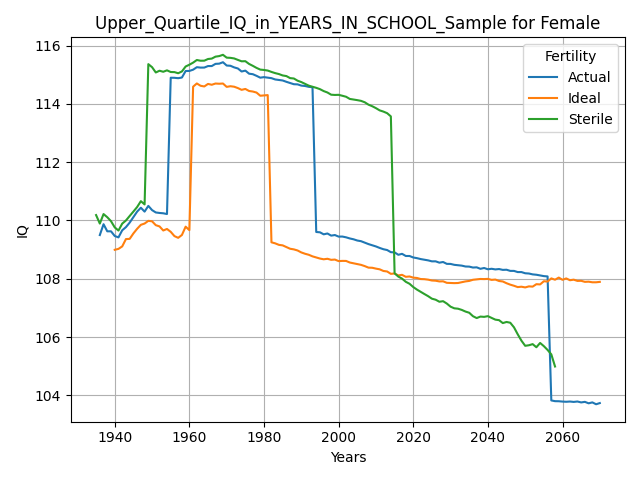 Upper_Quartile_IQ_in_YEARS_IN_SCHOOL_Sample for Female
116
114
112
110
108
106
104
IQ
Fertility
Actual
Ideal
Sterile
1940 1960 1980 2000 2020 2040 2060
Years